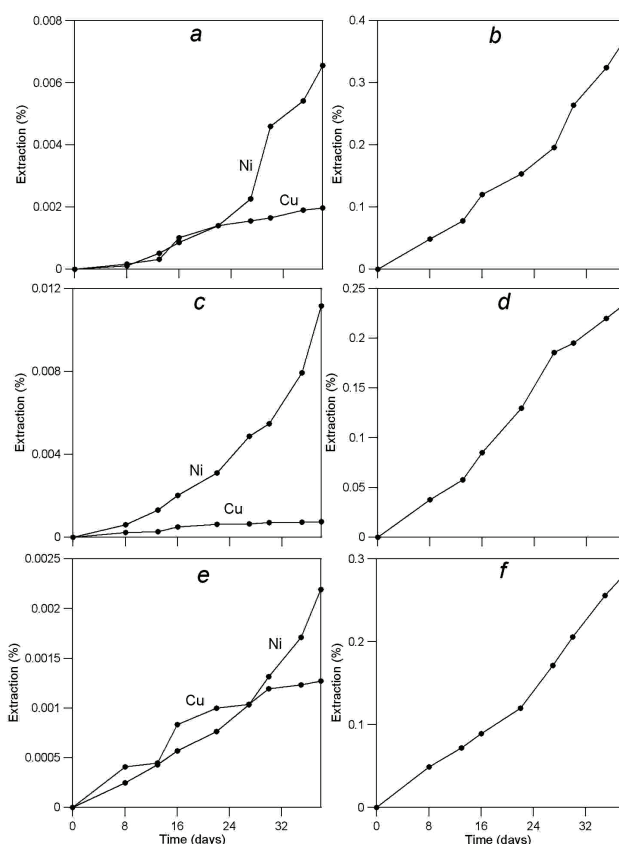 a
0.008
0.006
0.004
0.002
0
Extraction (%)
Ni
Cu
b
0.4
0.3
0.2
0.1
0
Extraction (%)
c
0.012
0.008
0.004
0
Extraction (%)
Ni
Cu
d
0.25
0.2
0.15
0.1
0.05
0
Extraction (%)
e
0.0025
0.002
0.0015
0.001
0.0005
0
Extraction (%)
Ni
Cu
0 8 16 24 32
Time (days)
f
0.3
0.2
0.1
0
Extraction (%)
0 8 16 24 32
Time (days)